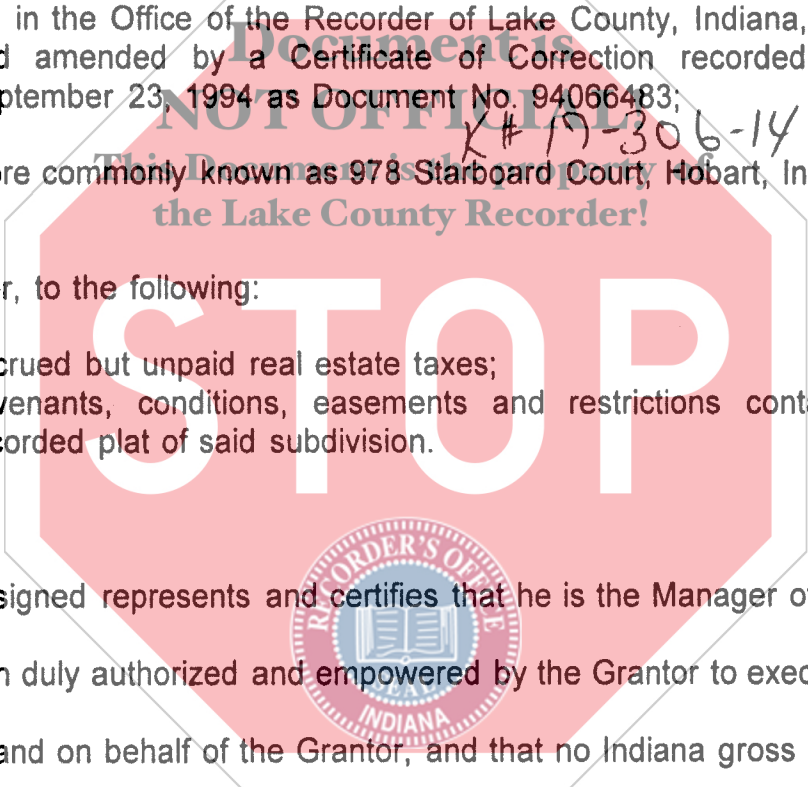 in the Office of the Recorder of Lake County, Indiana,
d amended by a Certificate of Correction recorded
ptember 23, 1994 as Document No. 94066483;
K# 17-306-14
re commonly known as 978 Starboard Court, Hobart, In
r, to the following:
crued but unpaid real estate taxes;
venants, conditions, easements and restrictions cont
corded plat of said subdivision.
signed represents and certifies that he is the Manager o
n duly authorized and empowered by the Grantor to exec
and on behalf of the Grantor, and that no Indiana gross
Document is
NOT OFFICIAL!
This Document is the property of
the Lake County Recorder!
STOP
RECORDER'S OFFICE
SEAL
INDIANA